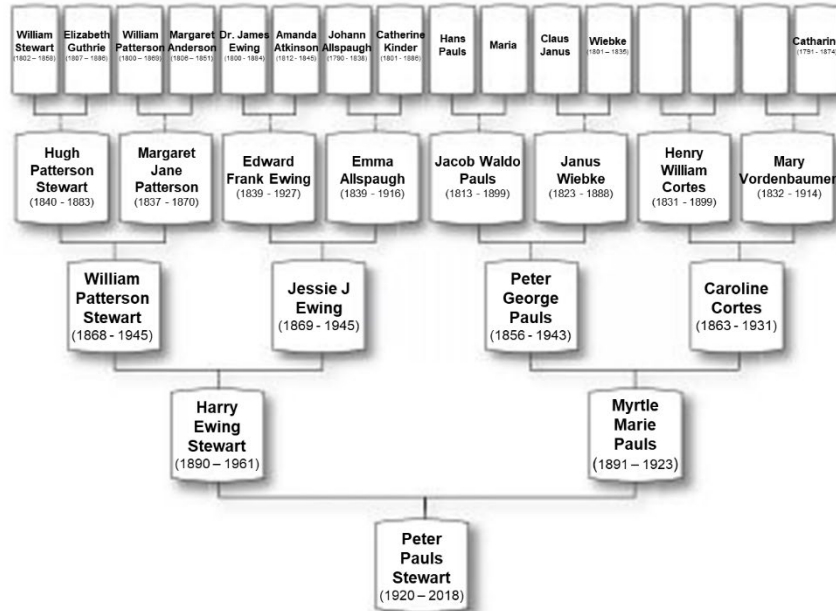 William
Stewart
(1802 – 1858)
Elizabeth
Guthrie
(1807 – 1886)
William
Patterson
(1800 – 1869)
Margaret
Anderson
(1806 – 1851)
Dr. James
Ewing
(1800 - 1884)
Amanda
Atkinson
(1812 - 1845)
Johann
Allspaugh
(1790 - 1838)
Catherine
Kinder
(1801 - 1886)
Hans
Pauls
Maria
Claus
Janus
Wiebke
(1801 – 1835)
Catharin
(1791 - 1874)
Hugh
Patterson
Stewart
(1840 - 1883)
Margaret
Jane
Patterson
(1837 - 1870)
Edward
Frank Ewing
(1839 - 1927)
Emma
Allspaugh
(1839 - 1916)
Jacob Waldo
Pauls
(1813 - 1899)
Janus
Wiebke
(1823 - 1888)
Henry
William
Cortes
(1831 - 1899)
Mary
Vordenbaumen
(1832 - 1914)
William
Patterson
Stewart
(1868 - 1945)
Jessie J
Ewing
(1869 - 1945)
Peter
George
Pauls
(1856 - 1943)
Caroline
Cortes
(1863 - 1931)
Harry
Ewing
Stewart
(1890 – 1961)
Myrtle
Marie
Pauls
(1891 – 1923)
Peter
Pauls
Stewart
(1920 – 2018)